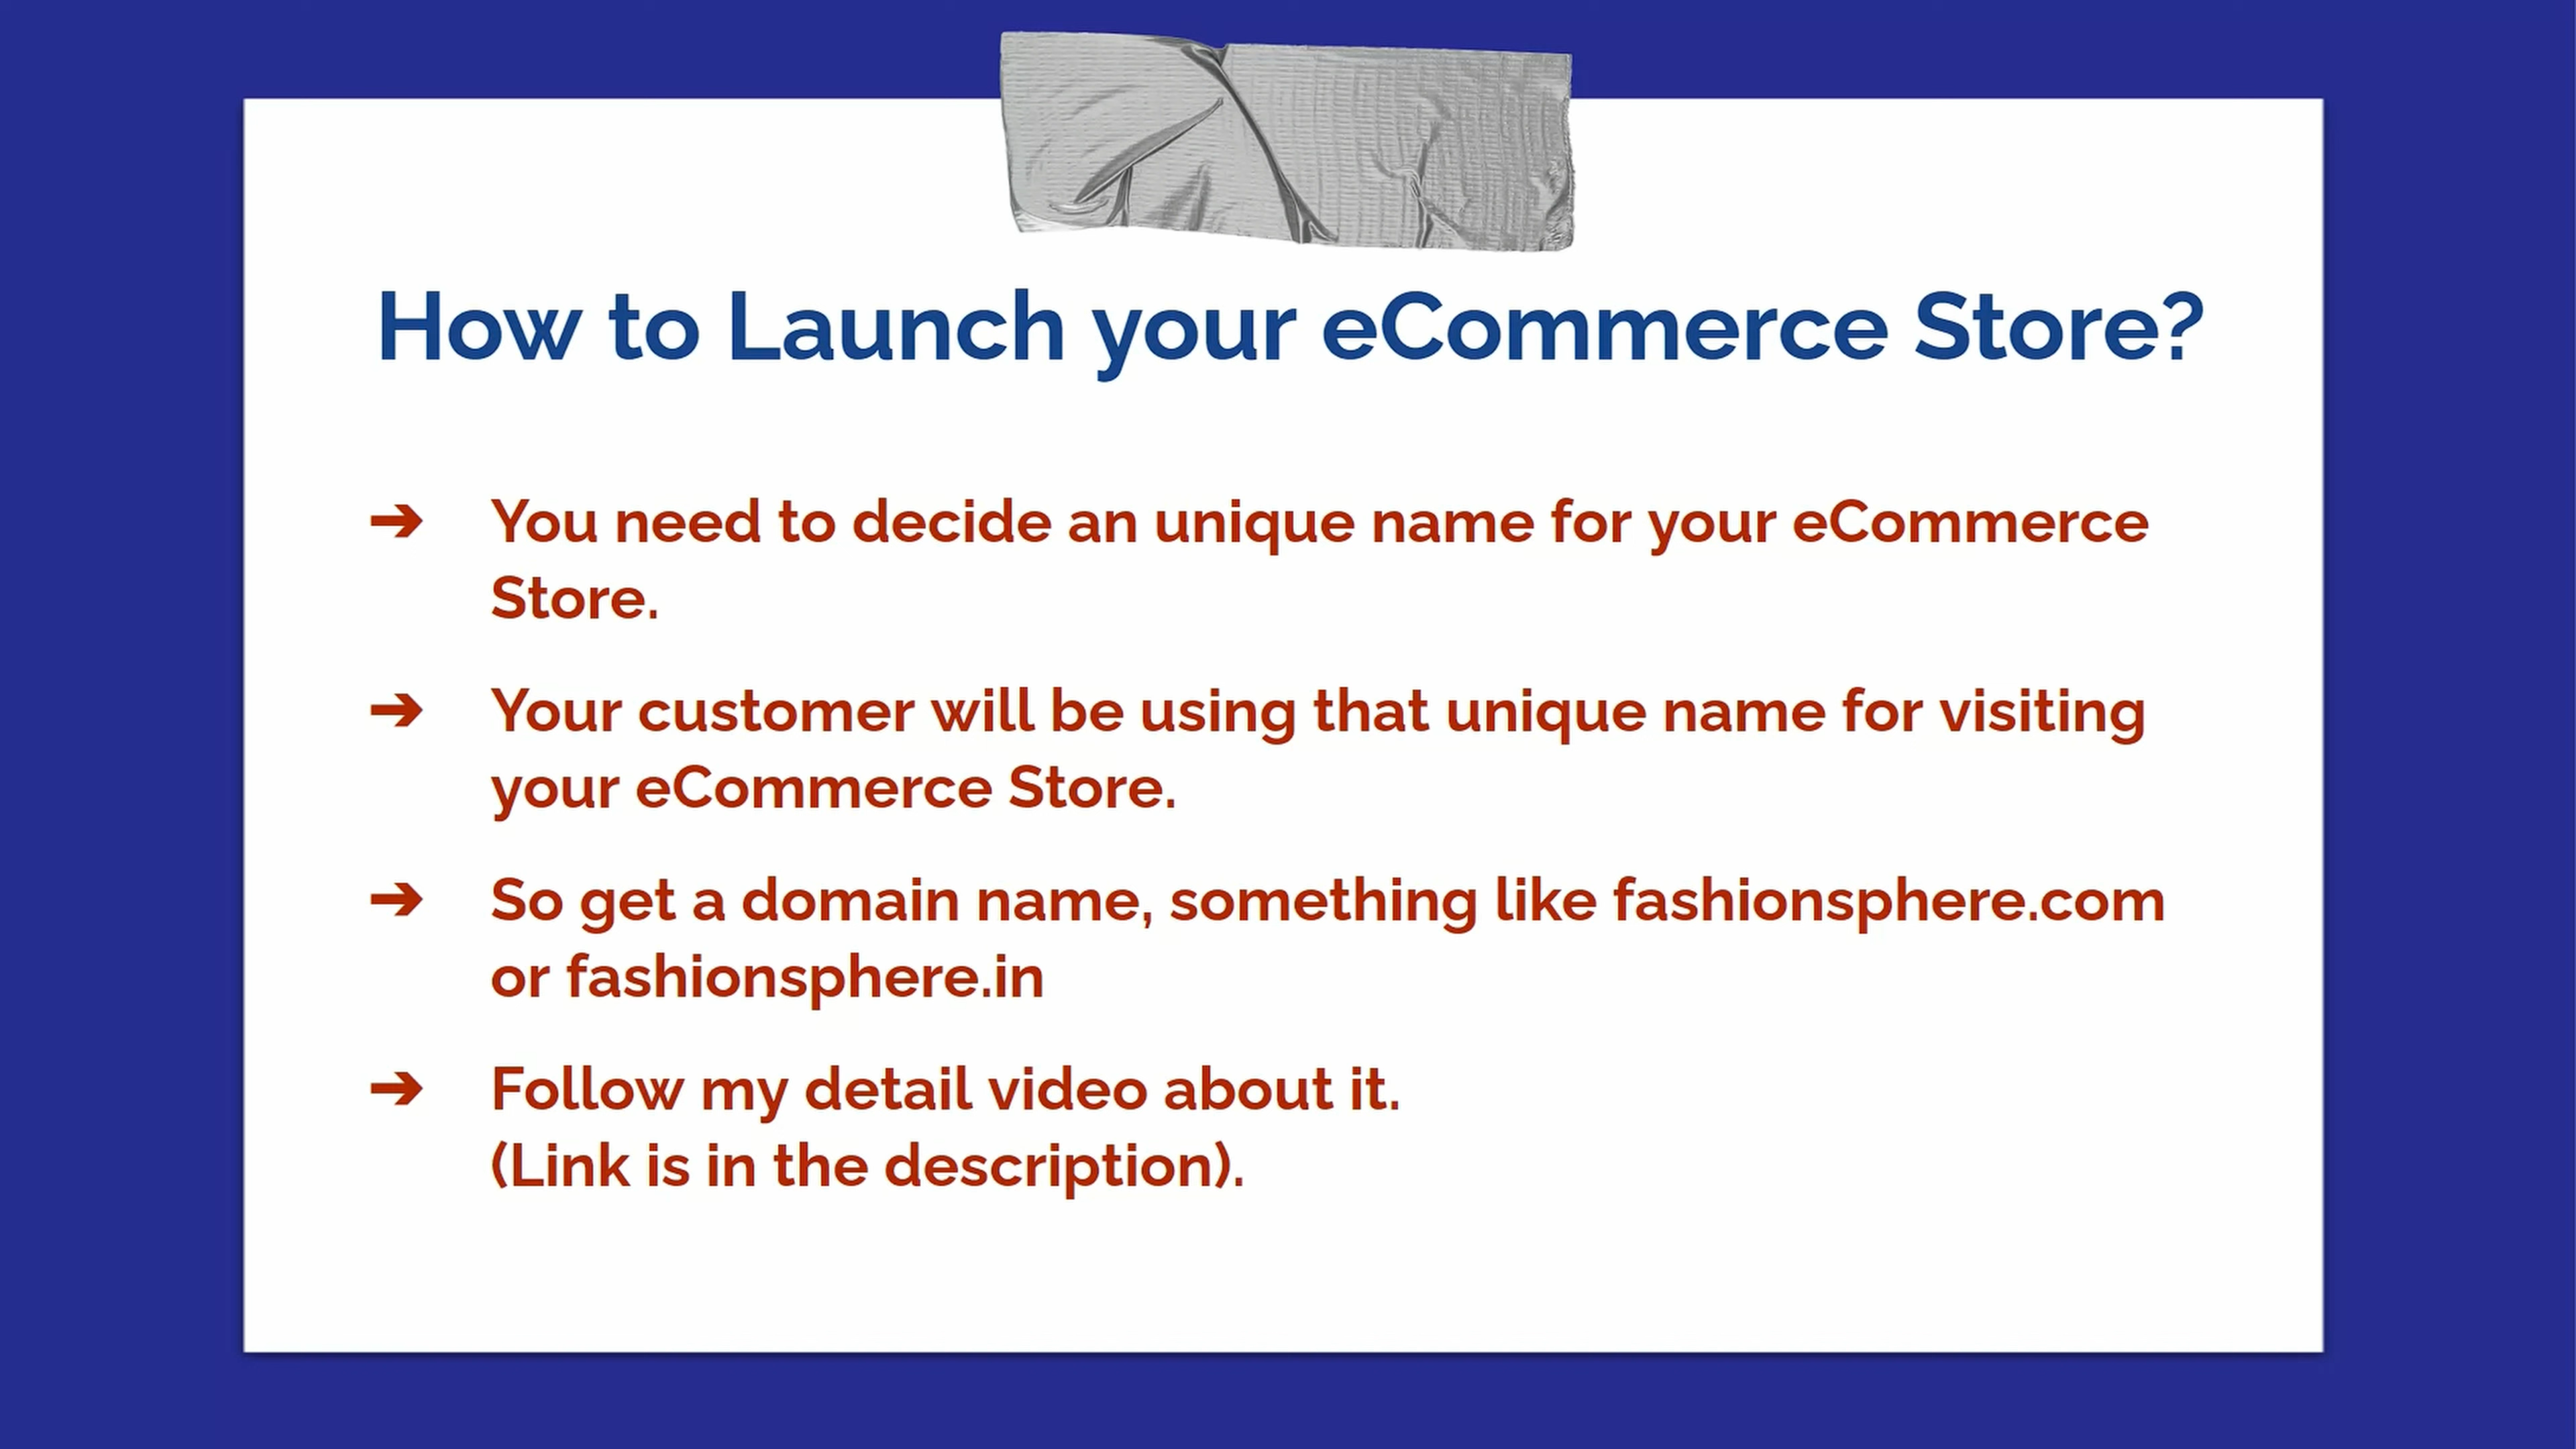 How to Launch your eCommerce Store?
➔ You need to decide an unique name for your eCommerce
Store.
➔ Your customer will be using that unique name for visiting
your eCommerce Store.
➔ So get a domain name, something like fashionsphere.com
or fashionsphere.in
➔ Follow my detail video about it.
(Link is in the description).